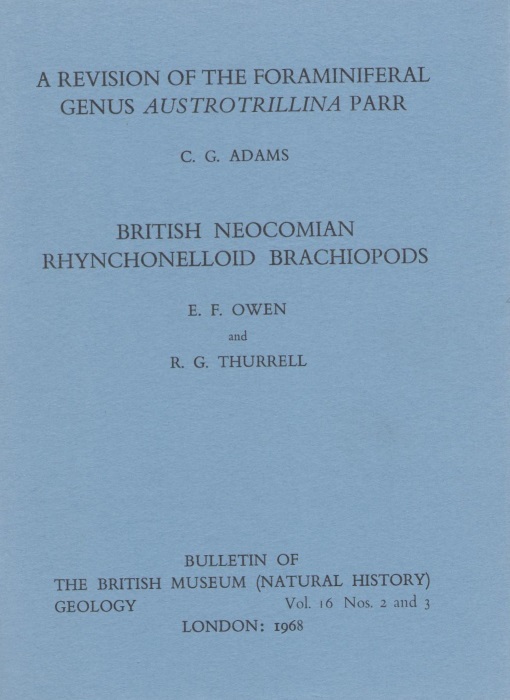 A REVISION OF THE FORAMINIFERAL
GENUS AUSTROTRILLINA PARR
C. G. ADAMS
BRITISH NEOCOMIAN
RHYNCHONELLOID BRACHIOPODS
E. F. OWEN
and
R. G. THURRELL
BULLETIN OF
THE BRITISH MUSEUM (NATURAL HISTORY)
GEOLOGY Vol. 16 Nos. 2 and 3
LONDON: 1968